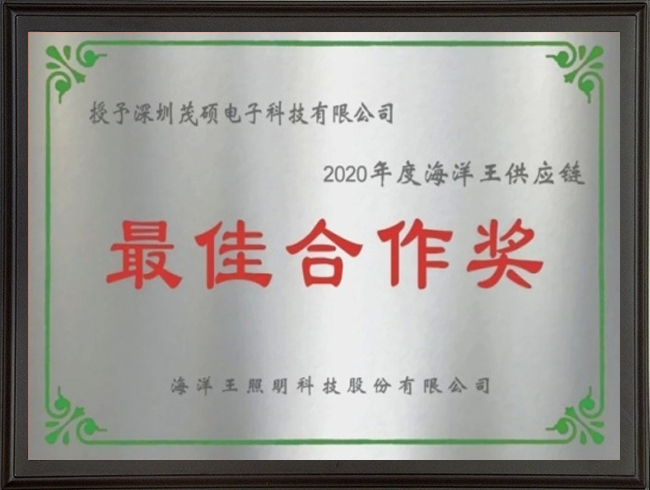 授予深圳茂硕电子科技有限公司
2020年度海洋王供应链
最佳合作奖
海洋王照明科技股份有限公司